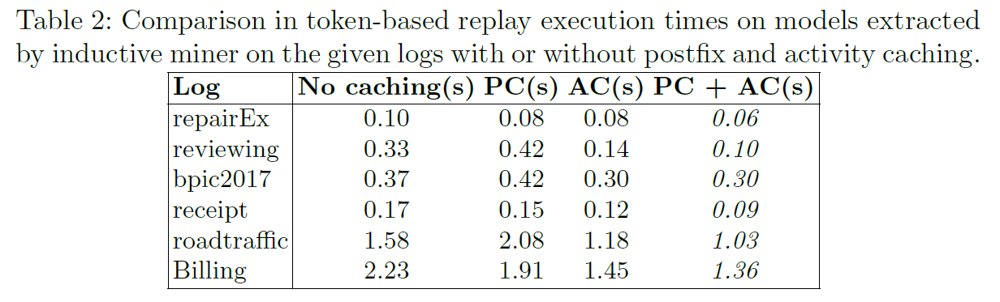 Table 2: Comparison in token-based replay execution times on models extracted
by inductive miner on the given logs with or without postfix and activity caching.
Log No caching(s) PC(s) AC(s) PC + AC(s)
repairEx 0.10 0.08 0.08 0.06
reviewing 0.33 0.42 0.14 0.10
bpic2017 0.37 0.42 0.30 0.30
receipt 0.17 0.15 0.12 0.09
roadtraffic 1.58 2.08 1.18 1.03
Billing 2.23 1.91 1.45 1.36